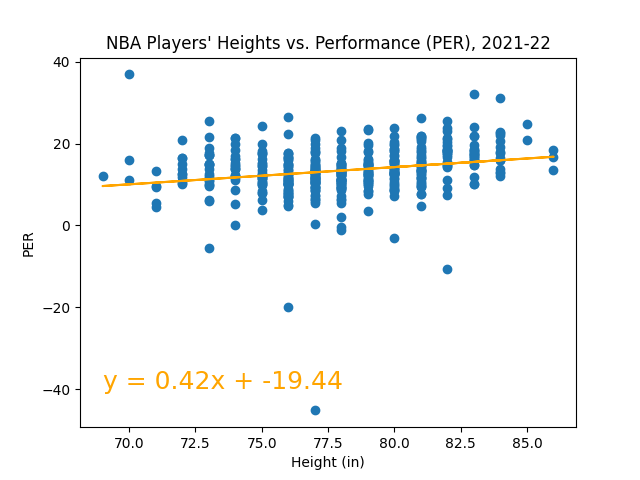 NBA Players' Heights vs. Performance (PER), 2021-22
40
20
0
−20
−40
PER
y = 0.42x + -19.44
70.0 72.5 75.0 77.5 80.0 82.5 85.0
Height (in)